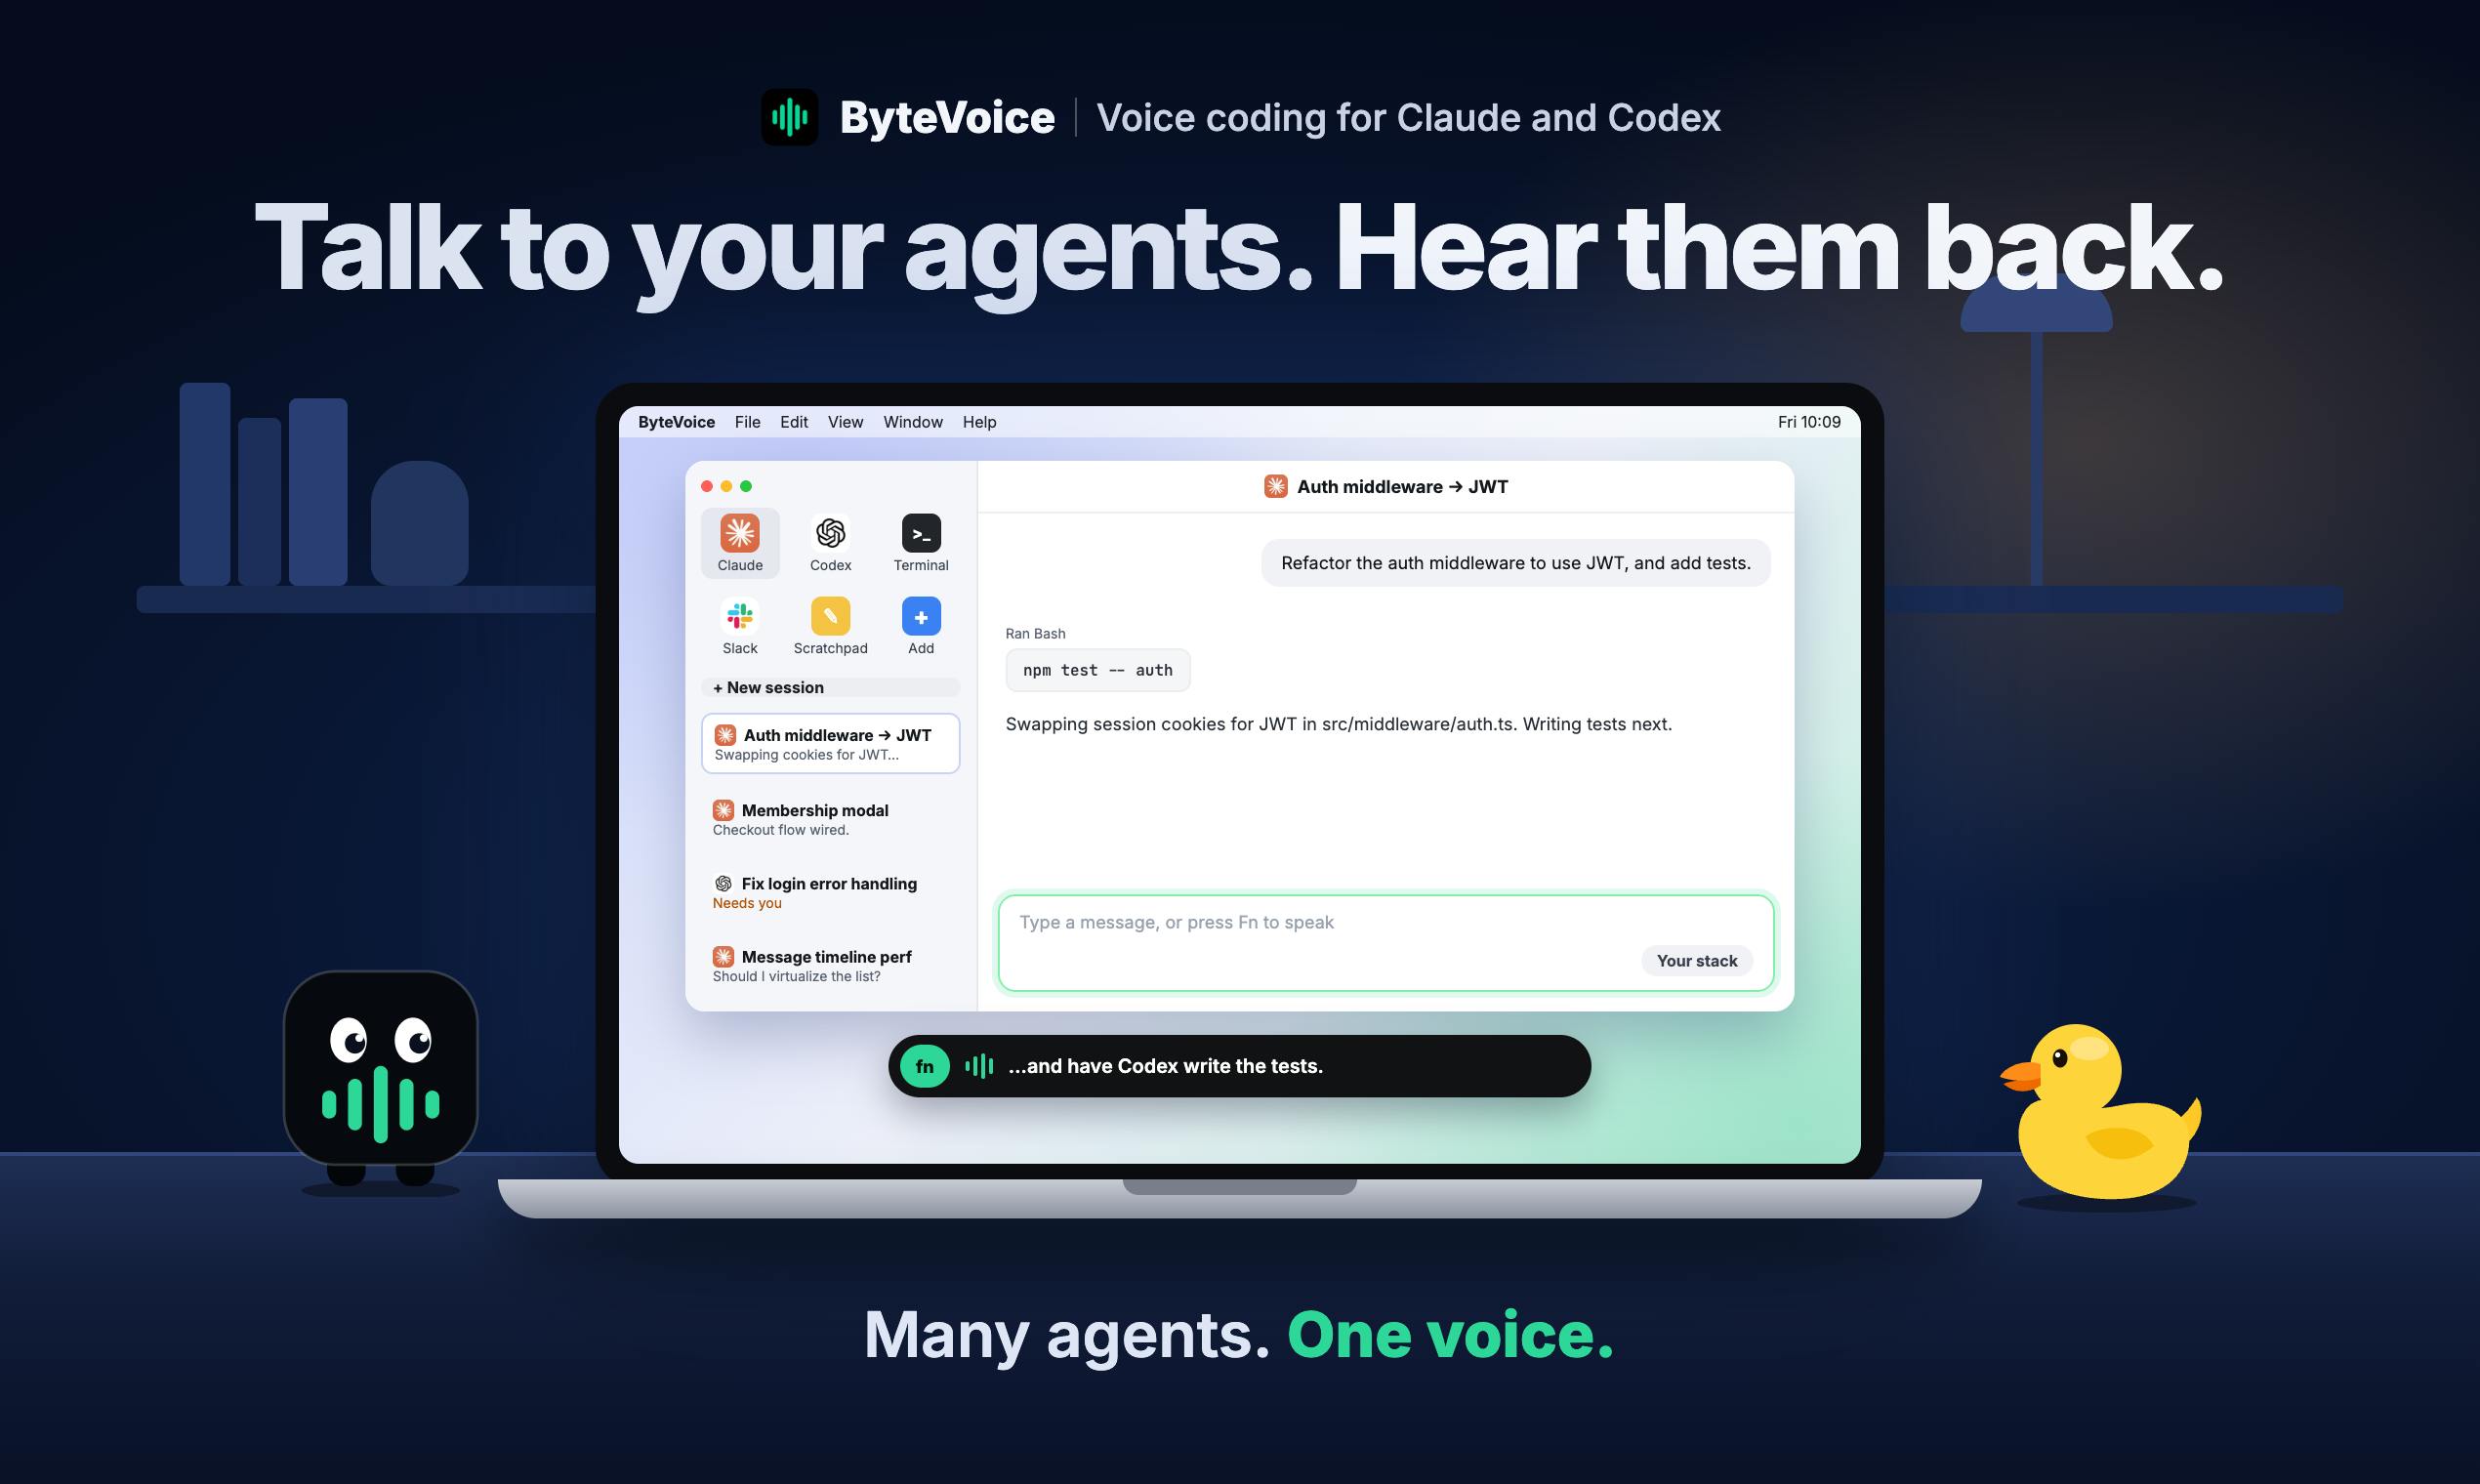 ByteVoice
Voice coding for Claude and Codex
Talk to your agents. Hear them back.
ByteVoice File Edit View Window Help
Fri 10:09
Claude
Codex
>_
Terminal
Slack
Scratchpad
+
Add
+ New session
Auth middleware → JWT
Swapping cookies for JWT...
Membership modal
Checkout flow wired.
Fix login error handling
Needs you
Message timeline perf
Should I virtualize the list?
Auth middleware → JWT
Refactor the auth middleware to use JWT, and add tests.
Ran Bash
npm test -- auth
Swapping session cookies for JWT in src/middleware/auth.ts. Writing tests next.
Type a message, or press Fn to speak
Your stack
fn
...and have Codex write the tests.
Many agents. One voice.